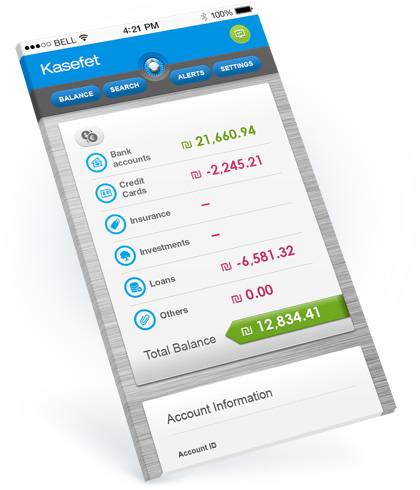 BELL 4:21 PM 100%
Kasefet
BALANCE SEARCH ALERTS SETTINGS
Bank
accounts ₪ 21,660.94
Credit
Cards ₪ -2,245.21
Insurance –
Investments –
Loans ₪ -6,581.32
Others ₪ 0.00
Total Balance ₪ 12,834.41
Account Information
Account ID